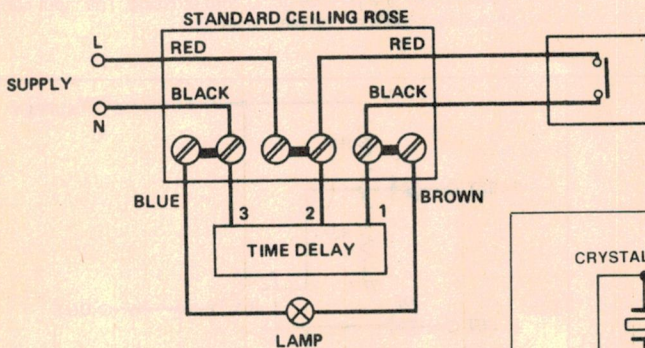 STANDARD CEILING ROSE
L
RED
RED
SUPPLY
BLACK
BLACK
N
BLUE
BROWN
3
2
1
TIME DELAY
CRYSTAL
LAMP